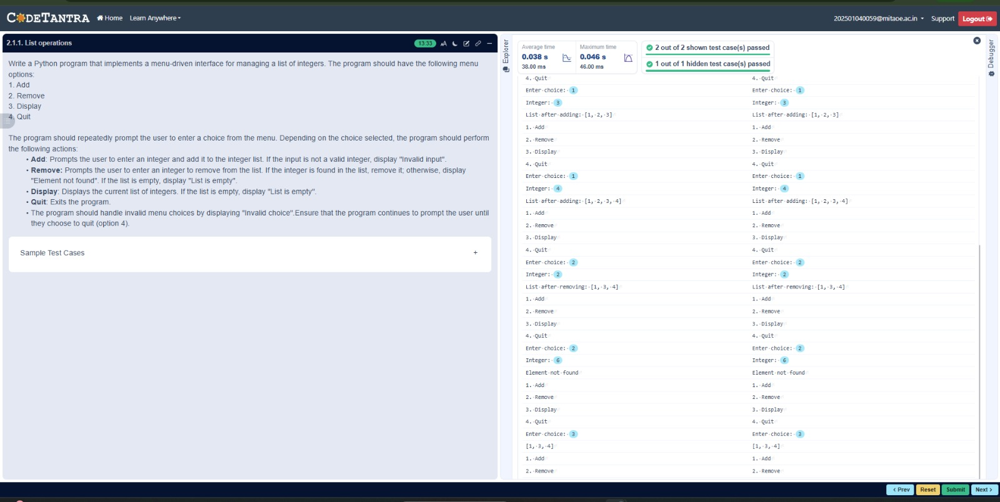 CODETANTRA
Home
Learn Anywhere
202501040059@mitaoe.ac.in
Support
Logout
2.1.1. List operations
13:33
Write a Python program that implements a menu-driven interface for managing a list of integers. The program should have the following menu
options:
1. Add
2. Remove
3. Display
4. Quit
The program should repeatedly prompt the user to enter a choice from the menu. Depending on the choice selected, the program should perform
the following actions:
• Add: Prompts the user to enter an integer and add it to the integer list. If the input is not a valid integer, display "Invalid input".
• Remove: Prompts the user to enter an integer to remove from the list. If the integer is found in the list, remove it; otherwise, display
"Element not found". If the list is empty, display "List is empty".
• Display: Displays the current list of integers. If the list is empty, display "List is empty".
• Quit: Exits the program.
• The program should handle invalid menu choices by displaying "Invalid choice".Ensure that the program continues to prompt the user until
they choose to quit (option 4).
Sample Test Cases
+
Explorer
Average time
0.038 s
38.00 ms
Maximum time
0.046 s
46.00 ms
2 out of 2 shown test case(s) passed
1 out of 1 hidden test case(s) passed
Debugger
4. Quit
Enter choice: 1
Integer: 3
List after adding: [1, 2, 3]
1. Add
2. Remove
3. Display
4. Quit
Enter choice: 1
Integer: 4
List after adding: [1, 2, 3, 4]
1. Add
2. Remove
3. Display
4. Quit
Enter choice: 2
Integer: 2
List after removing: [1, 3, 4]
1. Add
2. Remove
3. Display
4. Quit
Enter choice: 2
Integer: 6
Element not found
1. Add
2. Remove
3. Display
4. Quit
Enter choice: 3
[1, 3, 4]
1. Add
2. Remove
4. Quit
Enter choice: 1
Integer: 3
List after adding: [1, 2, 3]
1. Add
2. Remove
3. Display
4. Quit
Enter choice: 1
Integer: 4
List after adding: [1, 2, 3, 4]
1. Add
2. Remove
3. Display
4. Quit
Enter choice: 2
Integer: 2
List after removing: [1, 3, 4]
1. Add
2. Remove
3. Display
4. Quit
Enter choice: 2
Integer: 6
Element not found
1. Add
2. Remove
3. Display
4. Quit
Enter choice: 3
[1, 3, 4]
1. Add
2. Remove
< Prev
Reset
Submit
Next >